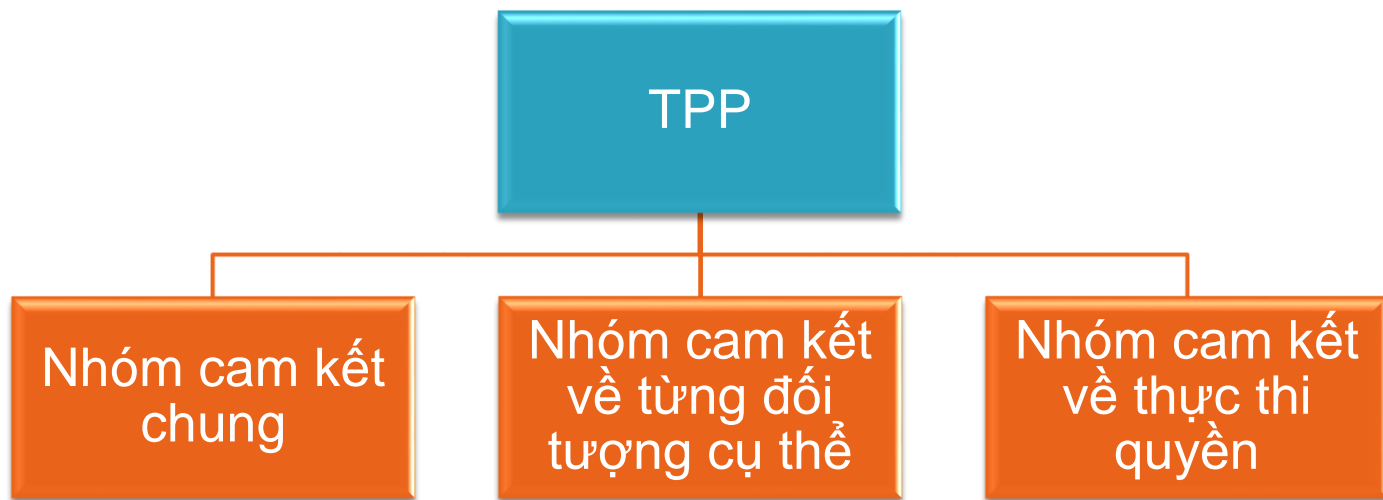 TPP
Nhóm cam kết
chung
Nhóm cam kết
về từng đối
tượng cụ thể
Nhóm cam kết
về thực thi
quyền